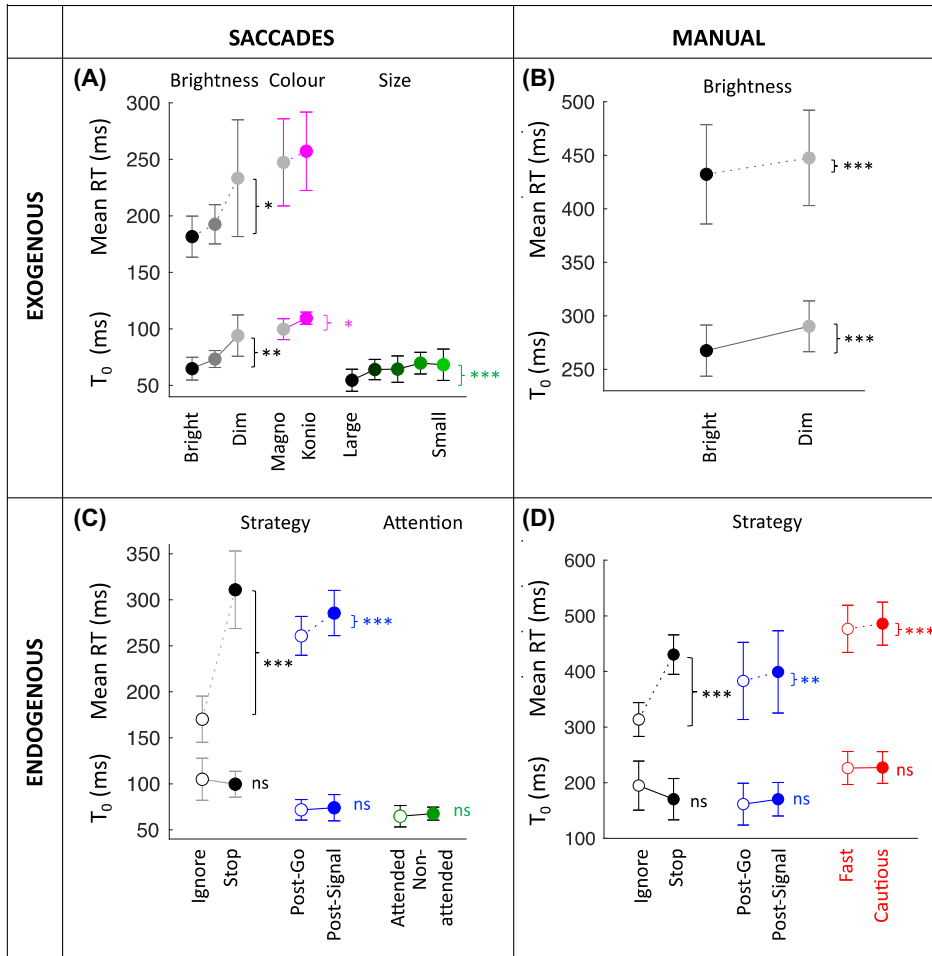 SACCADES
MANUAL
EXOGENOUS
(A)
Brightness Colour Size
Mean RT (ms)
T0 (ms)
300
250
200
150
100
50
*
**
*
***
Bright
Dim
Magno
Konio
Large
Small
(B)
Brightness
Mean RT (ms)
T0 (ms)
500
450
400
350
300
250
***
***
Bright
Dim
ENDOGENOUS
(C)
Strategy Attention
Mean RT (ms)
T0 (ms)
350
300
250
200
150
100
50
***
***
ns
ns
ns
Ignore
Stop
Post-Go
Post-Signal
Attended
Non-
attended
(D)
Strategy
Mean RT (ms)
T0 (ms)
600
500
400
300
200
100
***
**
***
ns
ns
ns
Ignore
Stop
Post-Go
Post-Signal
Fast
Cautious